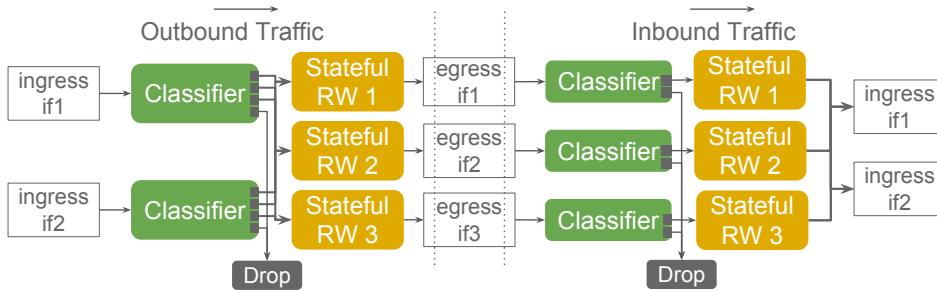 Outbound Traffic
Inbound Traffic
ingress
if1
Classifier
Stateful
RW 1
egress
if1
Classifier
Stateful
RW 1
ingress
if1
Stateful
RW 2
egress
if2
Classifier
Stateful
RW 2
ingress
if2
Classifier
Stateful
RW 3
egress
if3
Classifier
Stateful
RW 3
ingress
if2
Drop
Drop